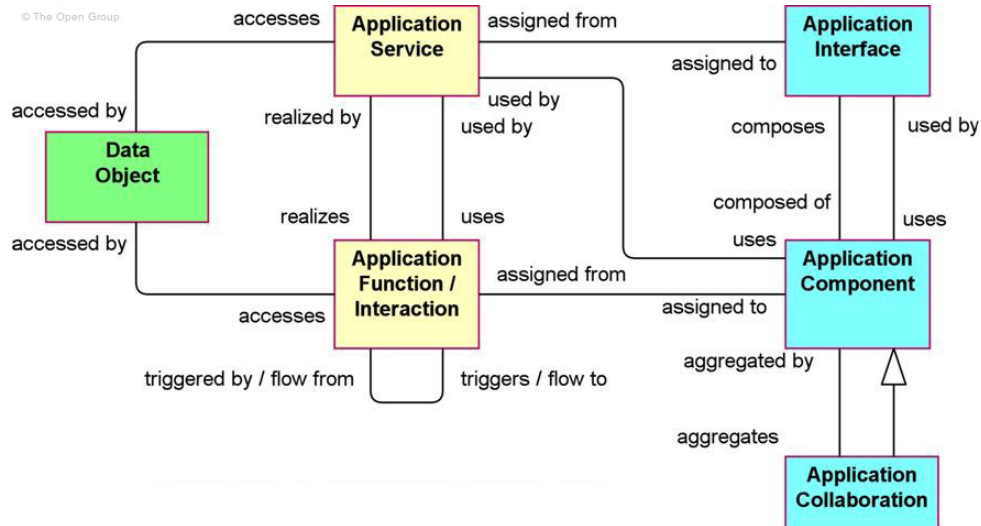 © The Open Group
accesses
Application
Service
assigned from
Application
Interface
assigned to
accessed by
realized by
used by
used by
composes
used by
Data
Object
realizes
uses
composed of
uses
uses
accessed by
Application
Function /
Interaction
assigned from
Application
Component
accesses
assigned to
triggered by / flow from
triggers / flow to
aggregated by
aggregates
Application
Collaboration